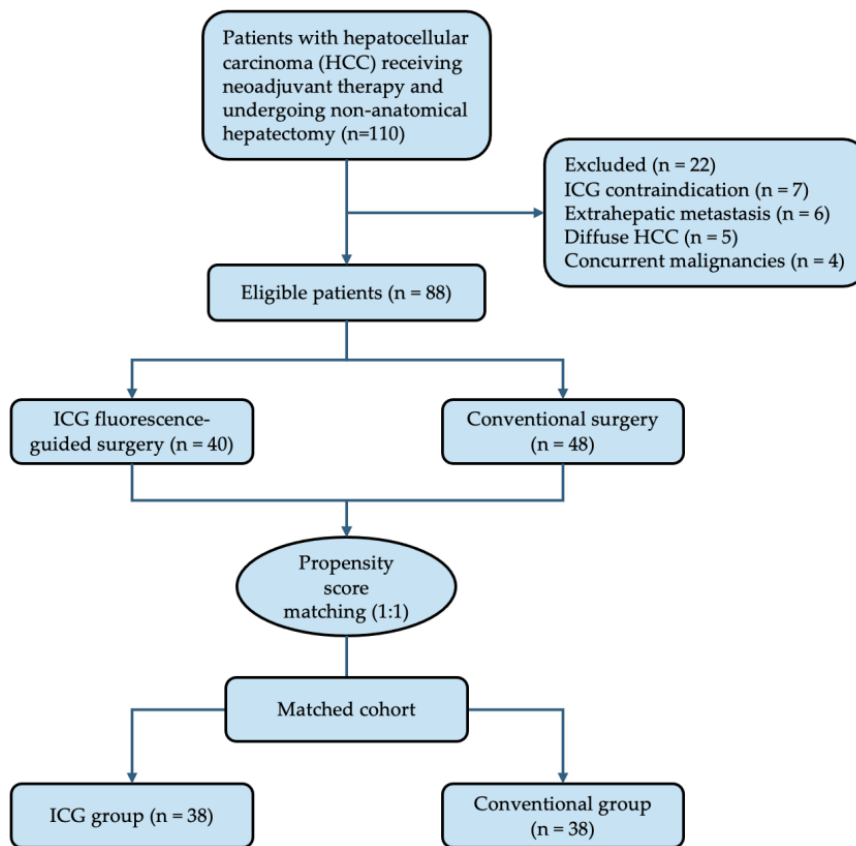 Patients with hepatocellular
carcinoma (HCC) receiving
neoadjuvant therapy and
undergoing non-anatomical
hepatectomy (n=110)
Excluded (n = 22)
ICG contraindication (n = 7)
Extrahepatic metastasis (n = 6)
Diffuse HCC (n = 5)
Concurrent malignancies (n = 4)
Eligible patients (n = 88)
ICG fluorescence-
guided surgery (n = 40)
Conventional surgery
(n = 48)
Propensity
score
matching (1:1)
Matched cohort
ICG group (n = 38)
Conventional group
(n = 38)